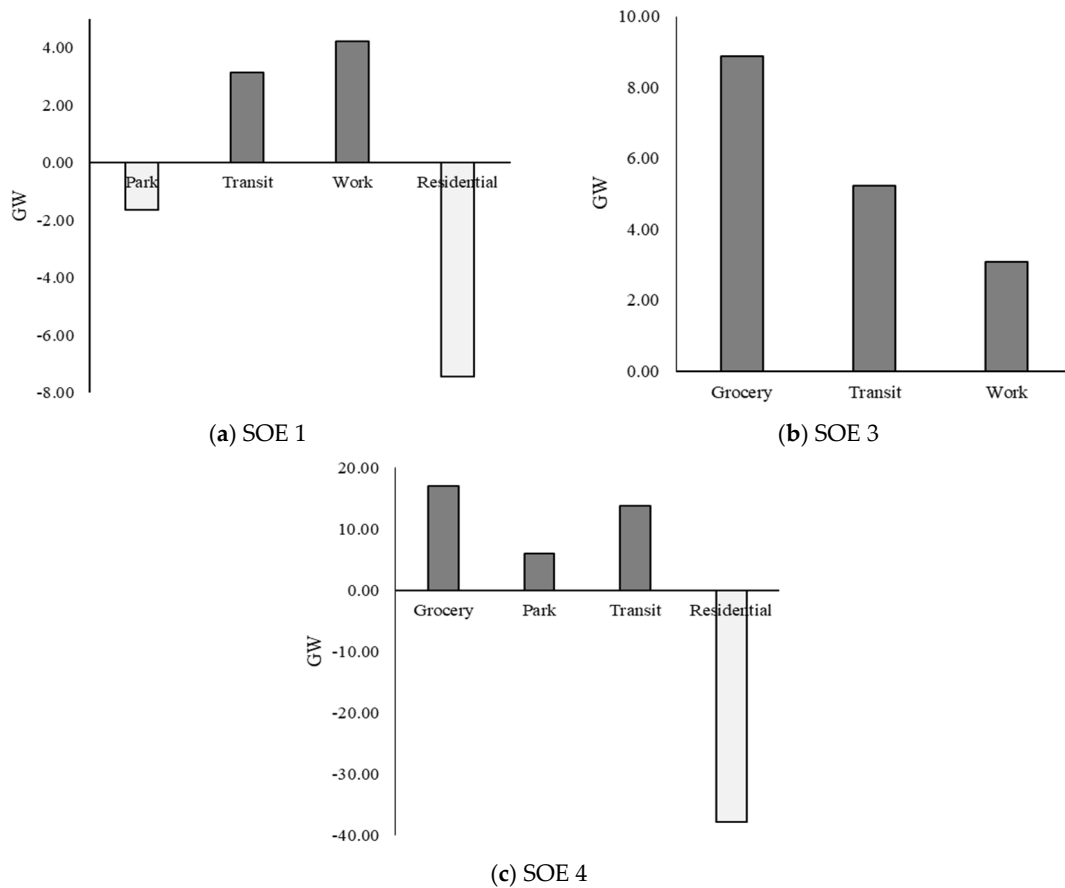 4.00
2.00
0.00
-2.00
-4.00
-6.00
-8.00
GW
Park Transit Work Residential
(a) SOE 1
10.00
8.00
6.00
4.00
2.00
0.00
GW
Grocery Transit Work
(b) SOE 3
20.00
10.00
0.00
-10.00
-20.00
-30.00
-40.00
GW
Grocery Park Transit Residential
(c) SOE 4